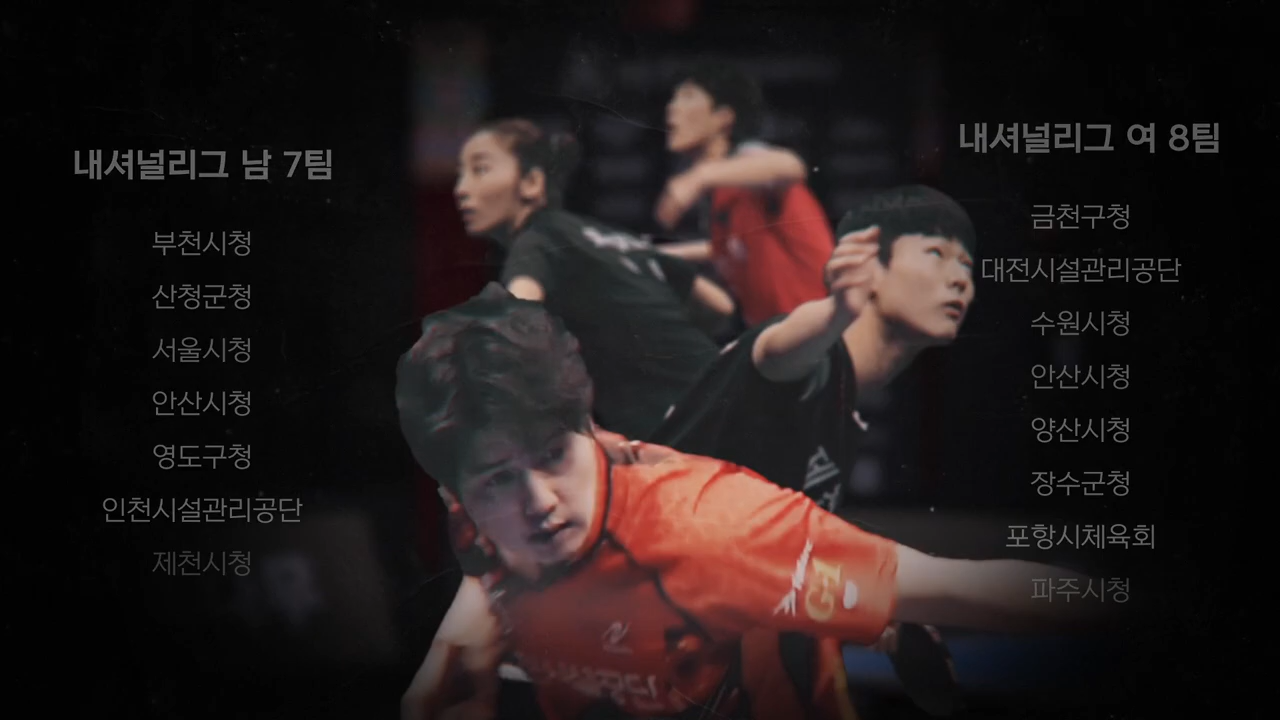 내셔널리그 남 7팀
부천시청
산청군청
서울시청
안산시청
영도구청
인천시설관리공단
제천시청
내셔널리그 여 8팀
금천구청
대전시설관리공단
수원시청
안산시청
양산시청
장수군청
포항시체육회
파주시청